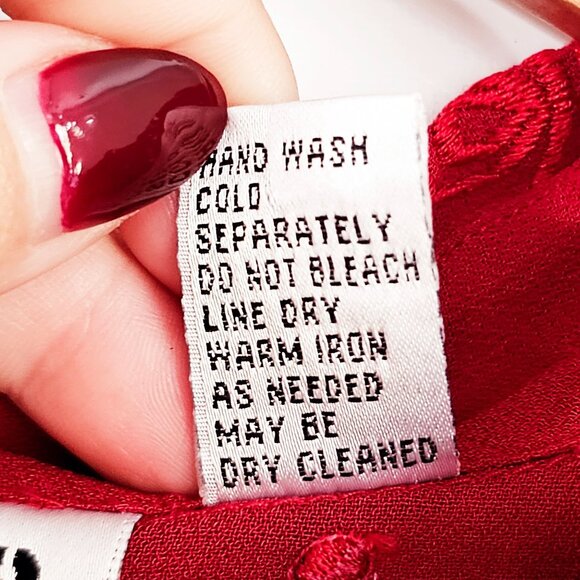 HAND WASH
COLD
SEPARATELY
DO NOT BLEACH
LINE DRY
WARM IRON
AS NEEDED
MAY BE
DRY CLEANED